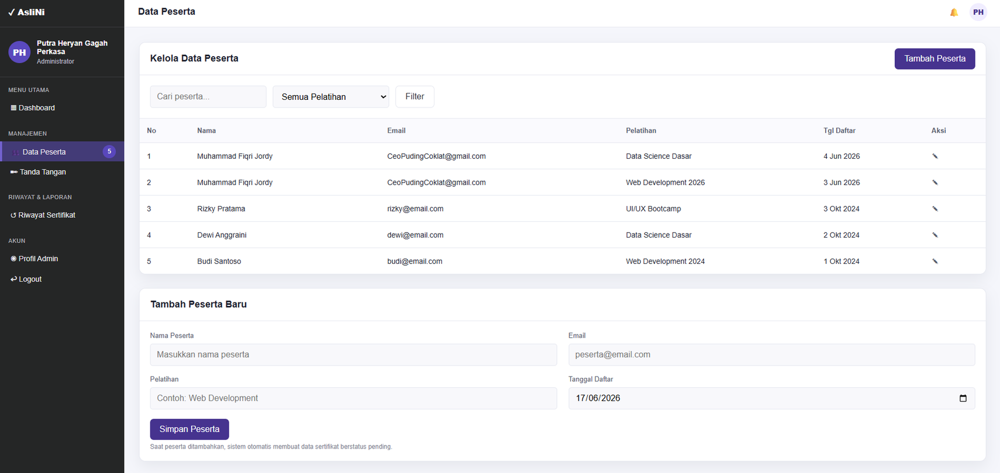 ✓ AsliNi
PH
Putra Heryan Gagah
Perkasa
Administrator
MENU UTAMA
Dashboard
MANAJEMEN
Data Peserta 5
Tanda Tangan
RIWAYAT & LAPORAN
Riwayat Sertifikat
AKUN
Profil Admin
Logout
Data Peserta
PH
Kelola Data Peserta
Tambah Peserta
Cari peserta...
Semua Pelatihan
Filter
No Nama Email Pelatihan Tgl Daftar Aksi
1 Muhammad Fiqri Jordy CeoPudingCoklat@gmail.com Data Science Dasar 4 Jun 2026
2 Muhammad Fiqri Jordy CeoPudingCoklat@gmail.com Web Development 2026 3 Jun 2026
3 Rizky Pratama rizky@email.com UI/UX Bootcamp 3 Okt 2024
4 Dewi Anggraini dewi@email.com Data Science Dasar 2 Okt 2024
5 Budi Santoso budi@email.com Web Development 2024 1 Okt 2024
Tambah Peserta Baru
Nama Peserta
Masukkan nama peserta
Email
peserta@email.com
Pelatihan
Contoh: Web Development
Tanggal Daftar
17/06/2026
Simpan Peserta
Saat peserta ditambahkan, sistem otomatis membuat data sertifikat berstatus pending.